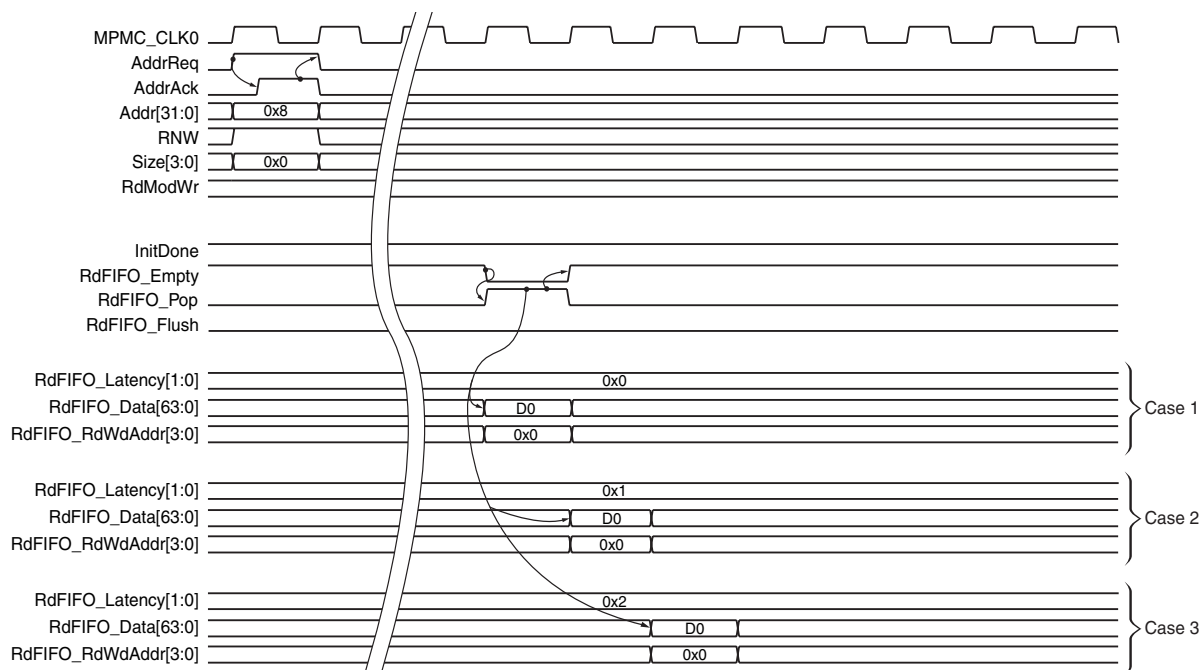 MPMC_CLK0
AddrReq
AddrAck
Addr[31:0] 0x8
RNW
Size[3:0] 0x0
RdModWr
InitDone
RdFIFO_Empty
RdFIFO_Pop
RdFIFO_Flush
RdFIFO_Latency[1:0] 0x0
RdFIFO_Data[63:0] D0 Case 1
RdFIFO_RdWdAddr[3:0] 0x0
RdFIFO_Latency[1:0] 0x1
RdFIFO_Data[63:0] D0 Case 2
RdFIFO_RdWdAddr[3:0] 0x0
RdFIFO_Latency[1:0] 0x2
RdFIFO_Data[63:0] D0 Case 3
RdFIFO_RdWdAddr[3:0] 0x0